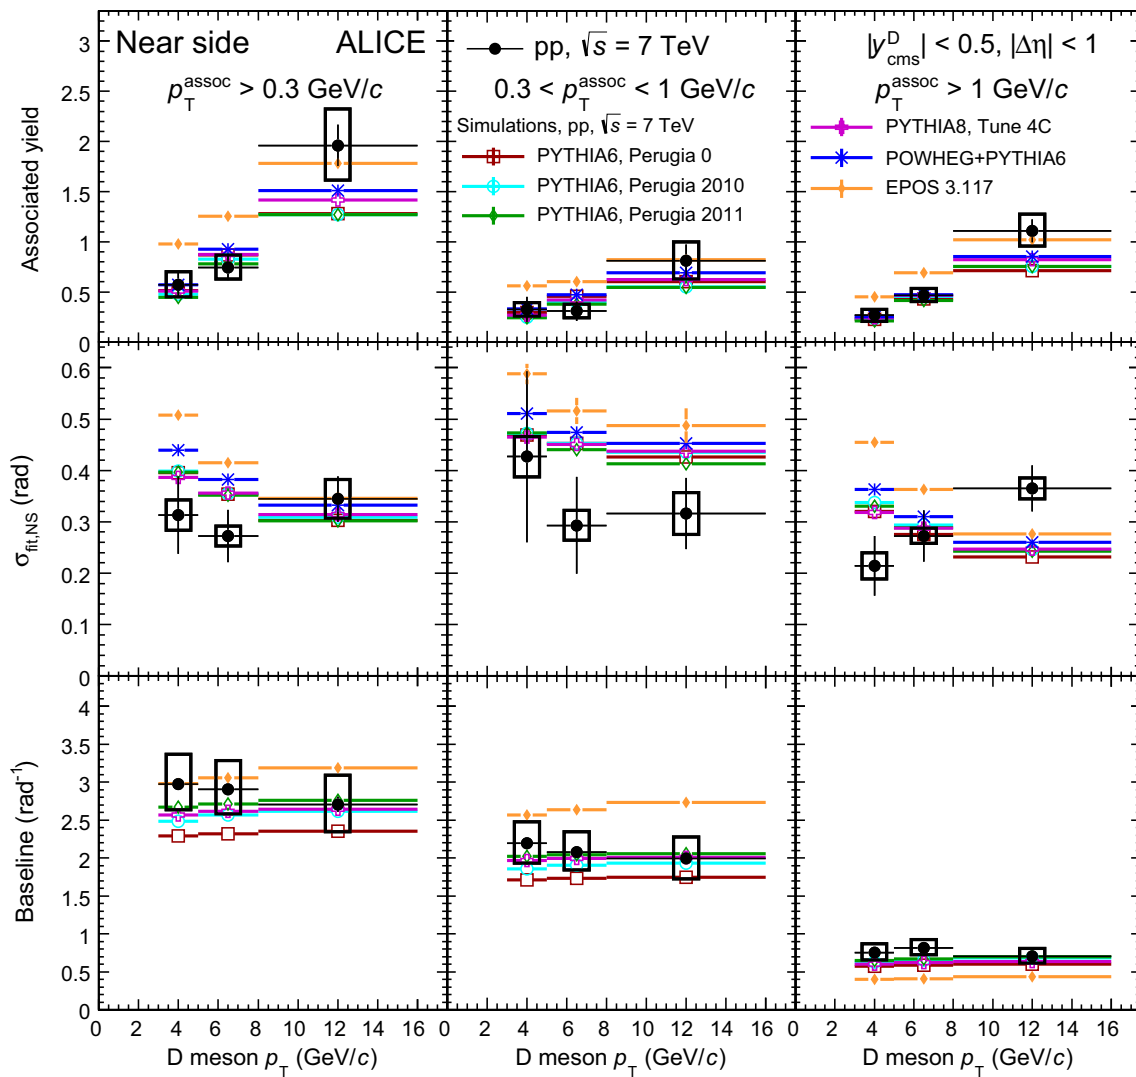 Near side ALICE
p_T^assoc > 0.3 GeV/c
pp, √s = 7 TeV
0.3 < p_T^assoc < 1 GeV/c
Simulations, pp, √s = 7 TeV
PYTHIA6, Perugia 0
PYTHIA6, Perugia 2010
PYTHIA6, Perugia 2011
|y^D_cms| < 0.5, |Δη| < 1
p_T^assoc > 1 GeV/c
PYTHIA8, Tune 4C
POWHEG+PYTHIA6
EPOS 3.117
Associated yield
3
2.5
2
1.5
1
0.5
0
σ_fit,NS (rad)
0.6
0.5
0.4
0.3
0.2
0.1
0
Baseline (rad⁻¹)
4
3.5
3
2.5
2
1.5
1
0.5
0
0 2 4 6 8 10 12 14 16
0 2 4 6 8 10 12 14 16
0 2 4 6 8 10 12 14 16
D meson p_T (GeV/c)
D meson p_T (GeV/c)
D meson p_T (GeV/c)